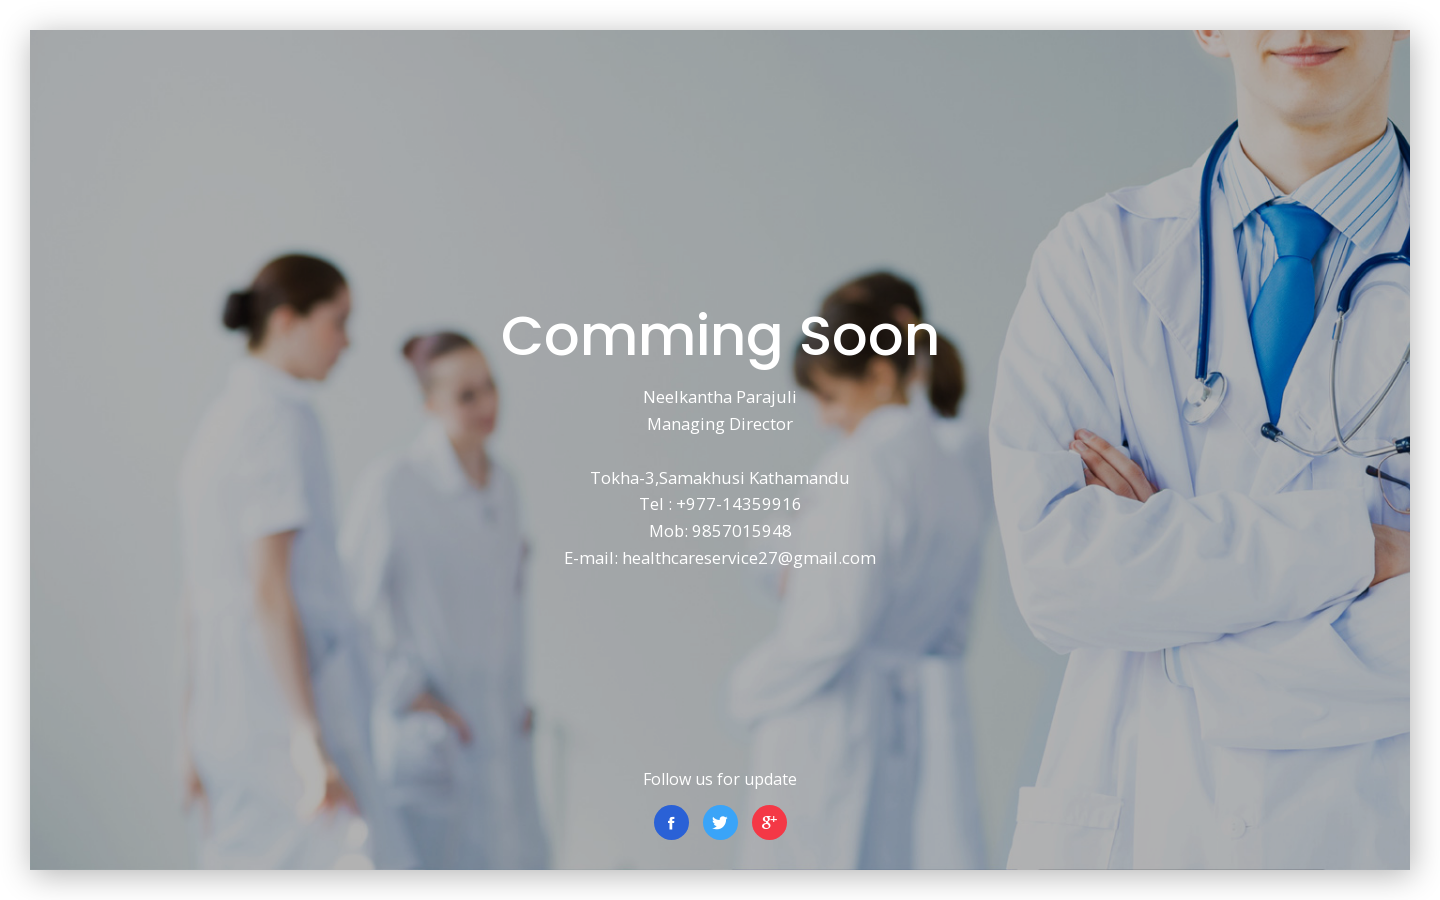 Comming Soon
Neelkantha Parajuli
Managing Director
Tokha-3,Samakhusi Kathamandu
Tel : +977-14359916
Mob: 9857015948
E-mail: healthcareservice27@gmail.com
Follow us for update